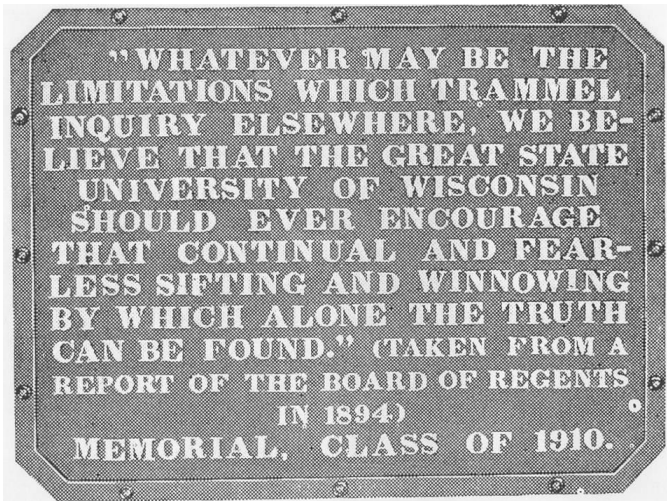 "WHATEVER MAY BE THE
LIMITATIONS WHICH TRAMMEL
INQUIRY ELSEWHERE, WE BE-
LIEVE THAT THE GREAT STATE
UNIVERSITY OF WISCONSIN
SHOULD EVER ENCOURAGE
THAT CONTINUAL AND FEAR-
LESS SIFTING AND WINNOWING
BY WHICH ALONE THE TRUTH
CAN BE FOUND." (TAKEN FROM A
REPORT OF THE BOARD OF REGENTS
IN 1894)
MEMORIAL, CLASS OF 1910.